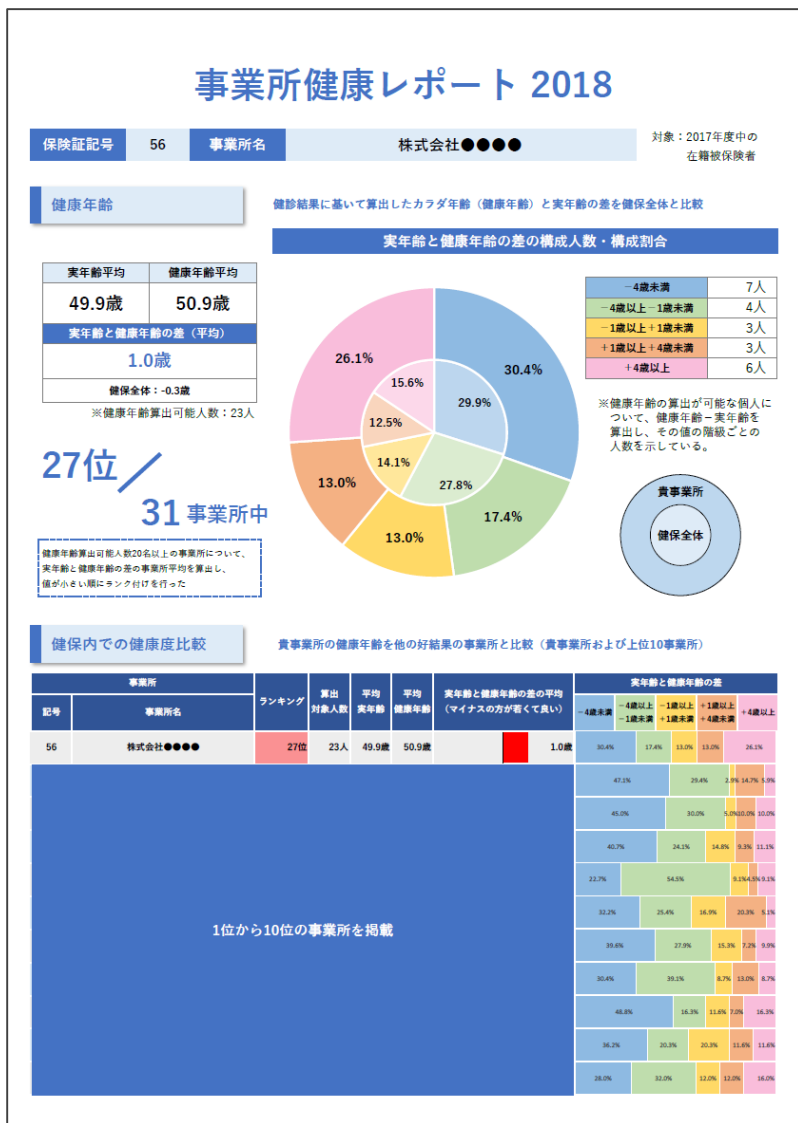 事業所健康レポート 2018
保険証記号 56 事業所名 株式会社●●●●
対象：2017年度中の
在籍被保険者
健康年齢
健診結果に基いて算出したカラダ年齢（健康年齢）と実年齢の差を健保全体と比較
実年齢と健康年齢の差の構成人数・構成割合
実年齢平均 健康年齢平均
49.9歳 50.9歳
実年齢と健康年齢の差（平均）
1.0歳
健保全体：-0.3歳
※健康年齢算出可能人数：23人
27位／
31事業所中
健康年齢算出可能人数20名以上の事業所について、
実年齢と健康年齢の差の事業所平均を算出し、
値が小さい順にランク付けを行った
30.4%
17.4%
13.0%
13.0%
26.1%
29.9%
27.8%
14.1%
12.5%
15.6%
－4歳未満 7人
－4歳以上－1歳未満 4人
－1歳以上＋1歳未満 3人
＋1歳以上＋4歳未満 3人
＋4歳以上 6人
※健康年齢の算出が可能な個人に
ついて、健康年齢－実年齢を
算出し、その値の階級ごとの
人数を示している。
貴事業所
健保全体
健保内での健康度比較
貴事業所の健康年齢を他の好結果の事業所と比較（貴事業所および上位10事業所）
事業所
記号 事業所名
ランキング
算出
対象人数
平均
実年齢
平均
健康年齢
実年齢と健康年齢の差の平均
（マイナスの方が若くて良い）
実年齢と健康年齢の差
－4歳未満
－4歳以上
－1歳未満
－1歳以上
＋1歳未満
＋1歳以上
＋4歳未満
＋4歳以上
56 株式会社●●●● 27位 23人 49.9歳 50.9歳 1.0歳 30.4% 17.4% 13.0% 13.0% 26.1%
47.1% 29.4% 2.9% 14.7% 5.9%
45.0% 30.0% 5.0% 10.0% 10.0%
40.7% 24.1% 14.8% 9.3% 11.1%
22.7% 54.5% 9.1% 4.5% 9.1%
32.2% 25.4% 16.9% 20.3% 5.1%
1位から10位の事業所を掲載
39.6% 27.9% 15.3% 7.2% 9.9%
30.4% 39.1% 8.7% 13.0% 8.7%
48.8% 16.3% 11.6% 7.0% 16.3%
36.2% 20.3% 20.3% 11.6% 11.6%
28.0% 32.0% 12.0% 12.0% 16.0%